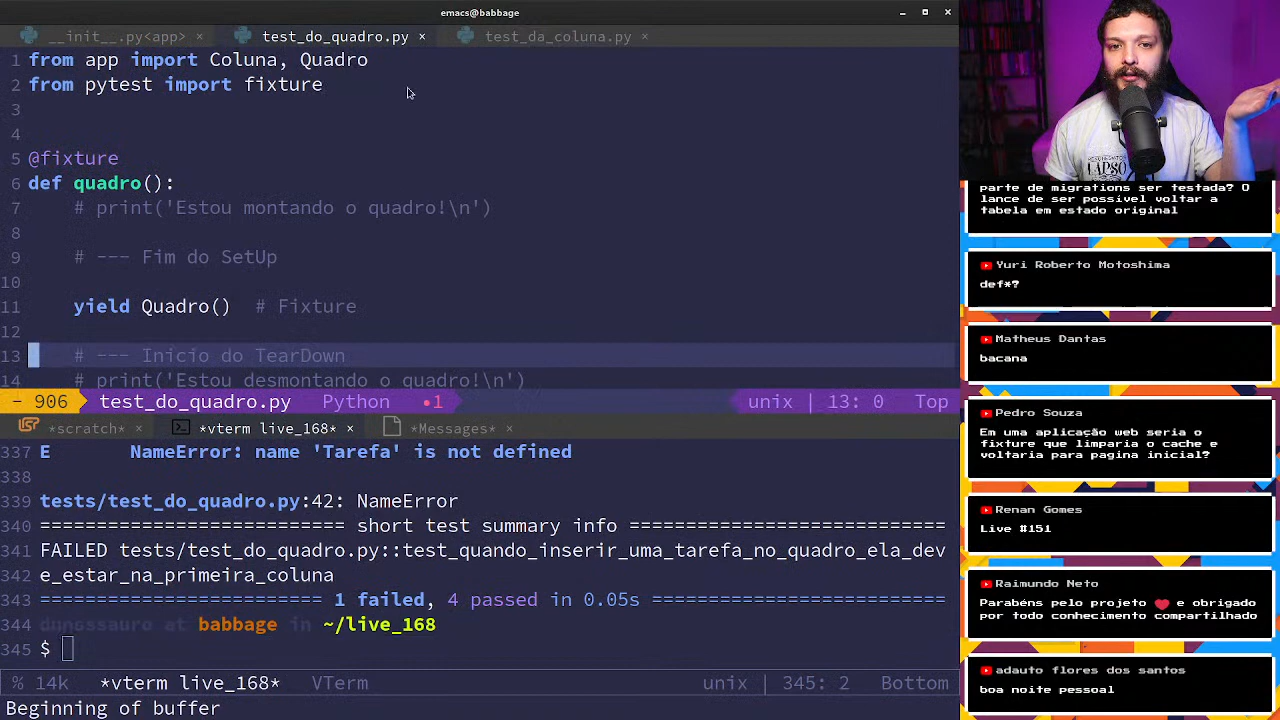 emacs@babbage
__init__.py<app> ×
test_do_quadro.py ×
test_da_coluna.py ×
1 from app import Coluna, Quadro
2 from pytest import fixture
3
4
5 @fixture
6 def quadro():
7 # print('Estou montando o quadro!\n')
8
9 # --- Fim do SetUp
10
11 yield Quadro() # Fixture
12
13 # --- Inicio do TearDown
14 # print('Estou desmontando o quadro!\n')
- 906 test_do_quadro.py Python •1 unix | 13: 0 Top
*scratch* × *vterm live_168* × *Messages* ×
337 E NameError: name 'Tarefa' is not defined
338
339 tests/test_do_quadro.py:42: NameError
340 =========================== short test summary info ============================
341 FAILED tests/test_do_quadro.py::test_quando_inserir_uma_tarefa_no_quadro_ela_dev
342 e_estar_na_primeira_coluna
343 ========================= 1 failed, 4 passed in 0.05s ==========================
344 dunossauro at babbage in ~/live_168
345 $
% 14k *vterm live_168* VTerm unix | 345: 2 Bottom
Beginning of buffer
LAPSO
parte de migrations ser testada? O
lance de ser possível voltar a
tabela em estado original
Yuri Roberto Motoshima
def*?
Matheus Dantas
bacana
Pedro Souza
Em uma aplicação web seria o
fixture que limparia o cache e
voltaria para pagina inicial?
Renan Gomes
Live #151
Raimundo Neto
Parabéns pelo projeto ❤ e obrigado
por todo conhecimento compartilhado
adauto flores dos santos
boa noite pessoal